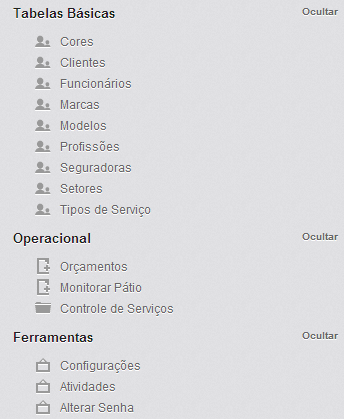 Tabelas Básicas Ocultar
Cores
Clientes
Funcionários
Marcas
Modelos
Profissões
Seguradoras
Setores
Tipos de Serviço
Operacional Ocultar
Orçamentos
Monitorar Pátio
Controle de Serviços
Ferramentas Ocultar
Configurações
Atividades
Alterar Senha